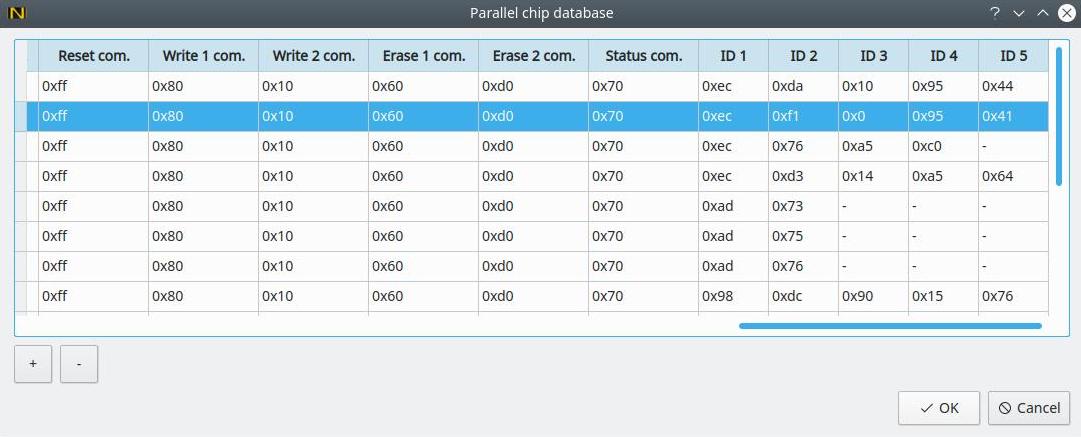 N Parallel chip database ?
Reset com. Write 1 com. Write 2 com. Erase 1 com. Erase 2 com. Status com. ID 1 ID 2 ID 3 ID 4 ID 5
0xff 0x80 0x10 0x60 0xd0 0x70 0xec 0xda 0x10 0x95 0x44
0xff 0x80 0x10 0x60 0xd0 0x70 0xec 0xf1 0x0 0x95 0x41
0xff 0x80 0x10 0x60 0xd0 0x70 0xec 0x76 0xa5 0xc0 -
0xff 0x80 0x10 0x60 0xd0 0x70 0xec 0xd3 0x14 0xa5 0x64
0xff 0x80 0x10 0x60 0xd0 0x70 0xad 0x73 - - -
0xff 0x80 0x10 0x60 0xd0 0x70 0xad 0x75 - - -
0xff 0x80 0x10 0x60 0xd0 0x70 0xad 0x76 - - -
0xff 0x80 0x10 0x60 0xd0 0x70 0x98 0xdc 0x90 0x15 0x76
+ -
OK Cancel